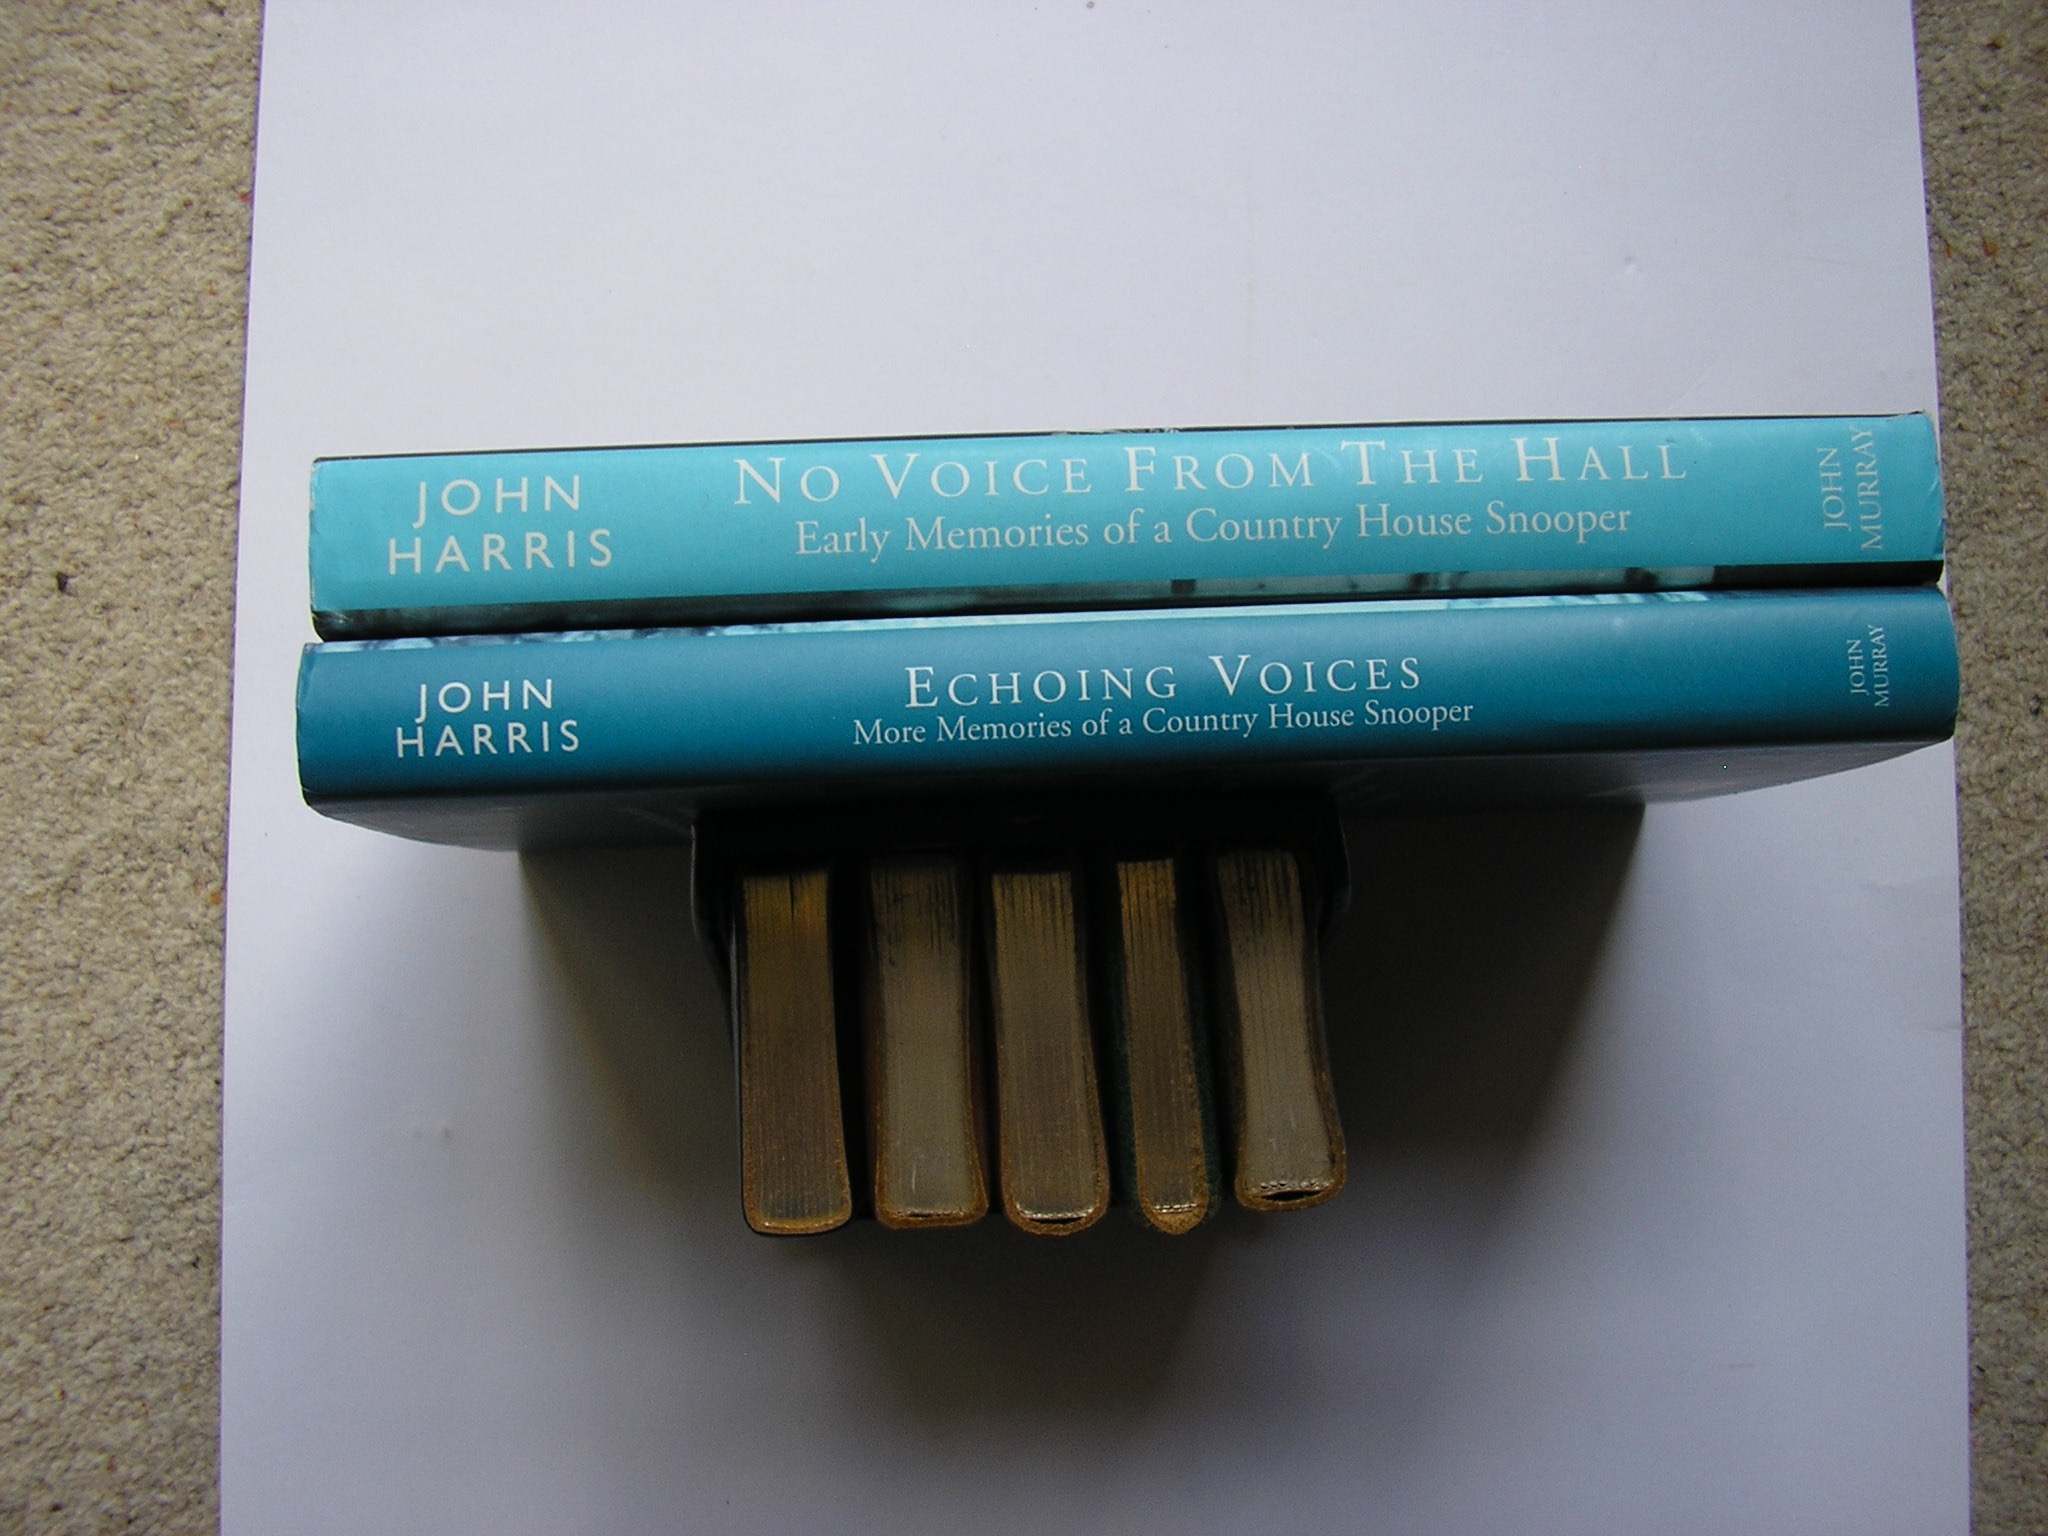 JOHN
HARRIS
NO VOICE FROM THE HALL
Early Memories of a Country House Snooper
JOHN
MURRAY
JOHN
HARRIS
ECHOING VOICES
More Memories of a Country House Snooper
JOHN
MURRAY